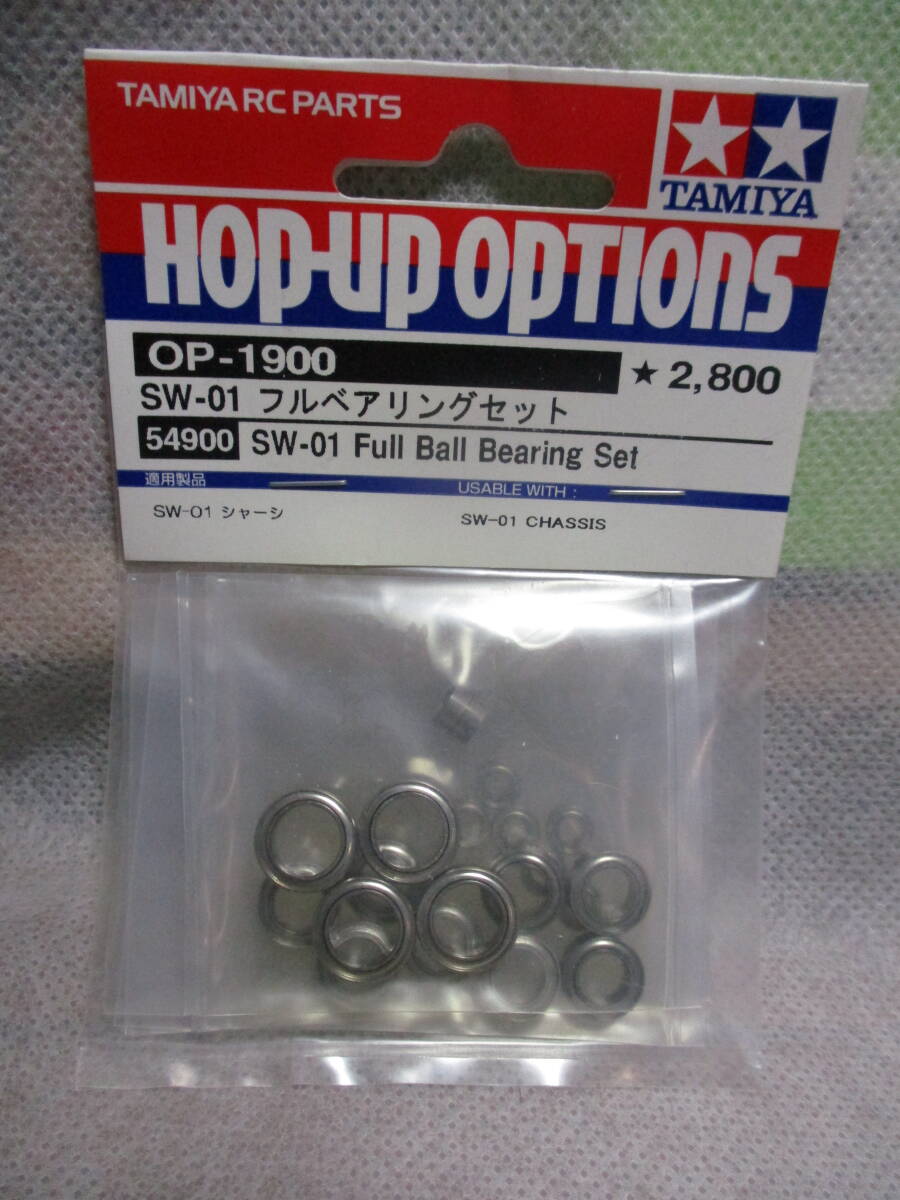 TAMIYA RC PARTS
TAMIYA
HOP-UP OPTIONS
OP-1900
★ 2,800
SW-01 フルベアリングセット
54900 SW-01 Full Ball Bearing Set
適用製品
USABLE WITH :
SW-01 シャーシ
SW-01 CHASSIS